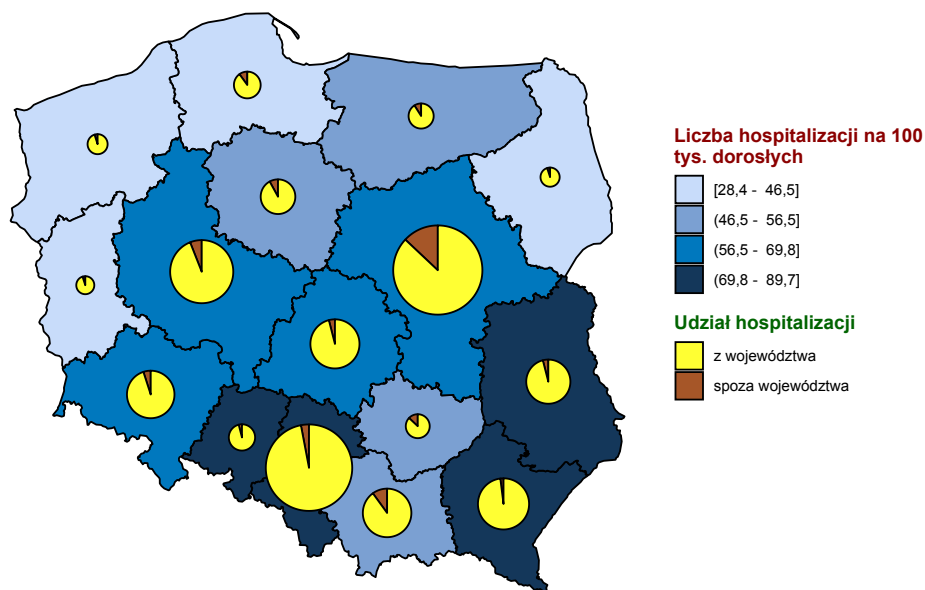 Liczba hospitalizacji na 100
tys. dorosłych
[28,4 - 46,5]
(46,5 - 56,5]
(56,5 - 69,8]
(69,8 - 89,7]
Udział hospitalizacji
z województwa
spoza województwa